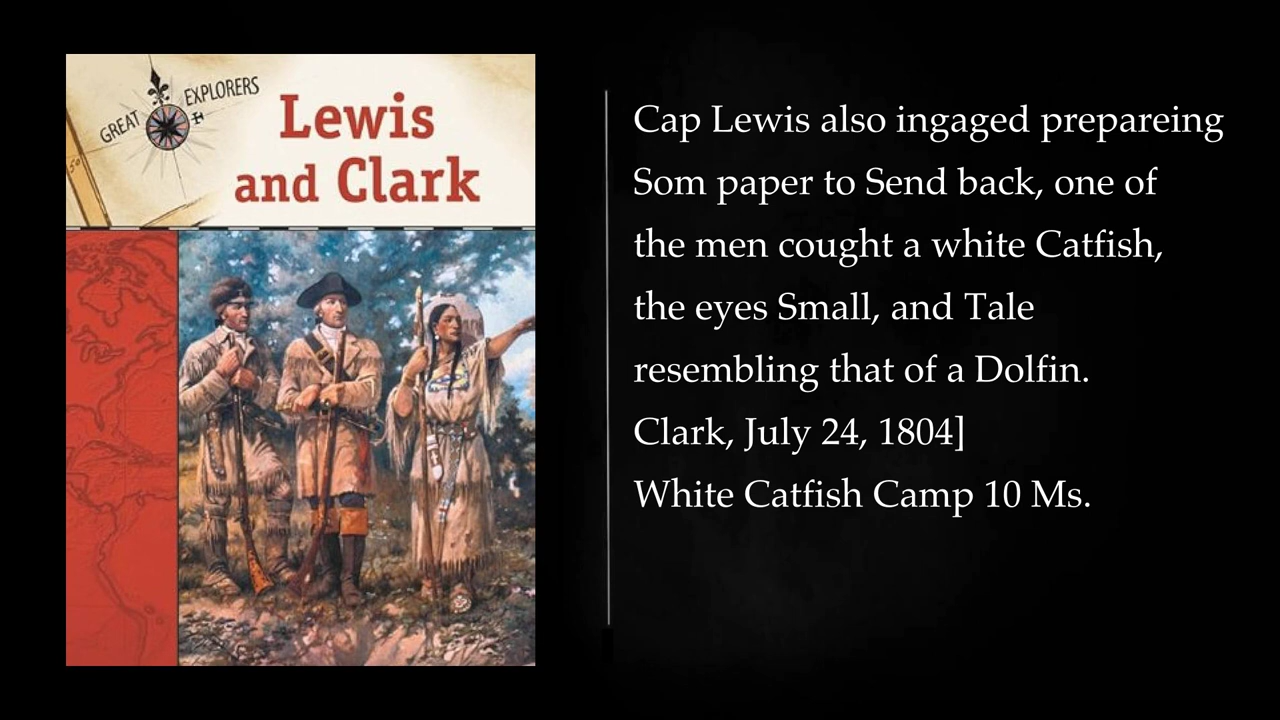 GREAT EXPLORERS
Lewis
and Clark
Cap Lewis also ingaged prepareing
Som paper to Send back, one of
the men cought a white Catfish,
the eyes Small, and Tale
resembling that of a Dolfin.
Clark, July 24, 1804]
White Catfish Camp 10 Ms.